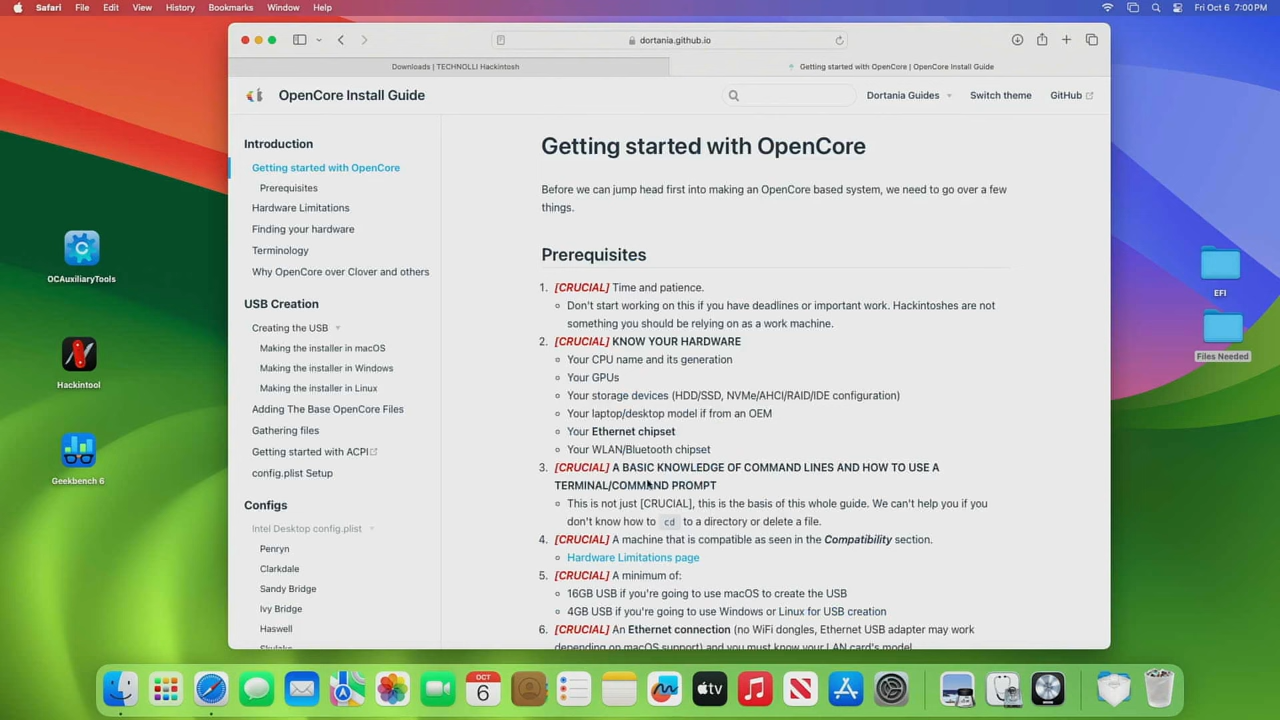 Safari File Edit View History Bookmarks Window Help Fri Oct 6 7:00 PM
dortania.github.io
Downloads | TECHNOLLI Hackintosh
Getting started with OpenCore | OpenCore Install Guide
OpenCore Install Guide
Dortania Guides Switch theme GitHub
Introduction
Getting started with OpenCore
Prerequisites
Hardware Limitations
Finding your hardware
Terminology
Why OpenCore over Clover and others
USB Creation
Creating the USB
Making the installer in macOS
Making the installer in Windows
Making the installer in Linux
Adding The Base OpenCore Files
Gathering files
Getting started with ACPI
config.plist Setup
Configs
Intel Desktop config.plist
Penryn
Clarkdale
Sandy Bridge
Ivy Bridge
Haswell
Skylake
Getting started with OpenCore
Before we can jump head first into making an OpenCore based system, we need to go over a few
things.
Prerequisites
1. [CRUCIAL] Time and patience.
Don't start working on this if you have deadlines or important work. Hackintoshes are not
something you should be relying on as a work machine.
2. [CRUCIAL] KNOW YOUR HARDWARE
Your CPU name and its generation
Your GPUs
Your storage devices (HDD/SSD, NVMe/AHCI/RAID/IDE configuration)
Your laptop/desktop model if from an OEM
Your Ethernet chipset
Your WLAN/Bluetooth chipset
3. [CRUCIAL] A BASIC KNOWLEDGE OF COMMAND LINES AND HOW TO USE A
TERMINAL/COMMAND PROMPT
This is not just [CRUCIAL], this is the basis of this whole guide. We can't help you if you
don't know how to cd to a directory or delete a file.
4. [CRUCIAL] A machine that is compatible as seen in the Compatibility section.
Hardware Limitations page
5. [CRUCIAL] A minimum of:
16GB USB if you're going to use macOS to create the USB
4GB USB if you're going to use Windows or Linux for USB creation
6. [CRUCIAL] An Ethernet connection (no WiFi dongles, Ethernet USB adapter may work
depending on macOS support) and you must know your LAN card's model
OCAuxiliaryTools
Hackintool
Geekbench 6
EFI
Files Needed
OCT
6
tv